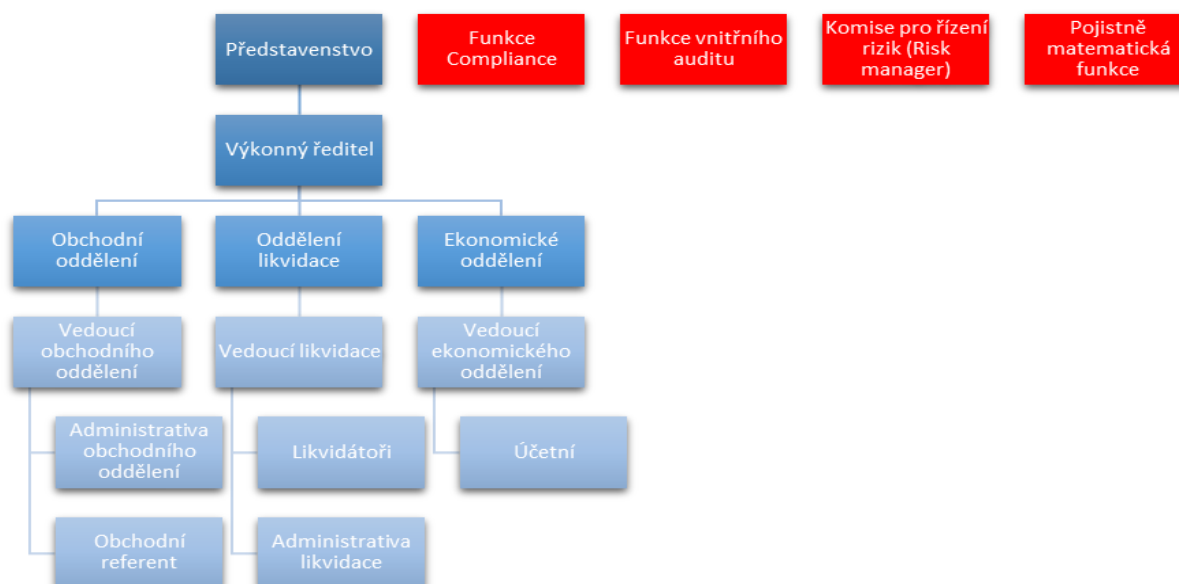 Představenstvo
Funkce
Compliance
Funkce vnitřního
auditu
Komise pro řízení
rizik (Risk
manager)
Pojistně
matematická
funkce
Výkonný ředitel
Obchodní
oddělení
Oddělení
likvidace
Ekonomické
oddělení
Vedoucí
obchodního
oddělení
Vedoucí likvidace
Vedoucí
ekonomického
oddělení
Administrativa
obchodního
oddělení
Likvidátoři
Účetní
Obchodní
referent
Administrativa
likvidace